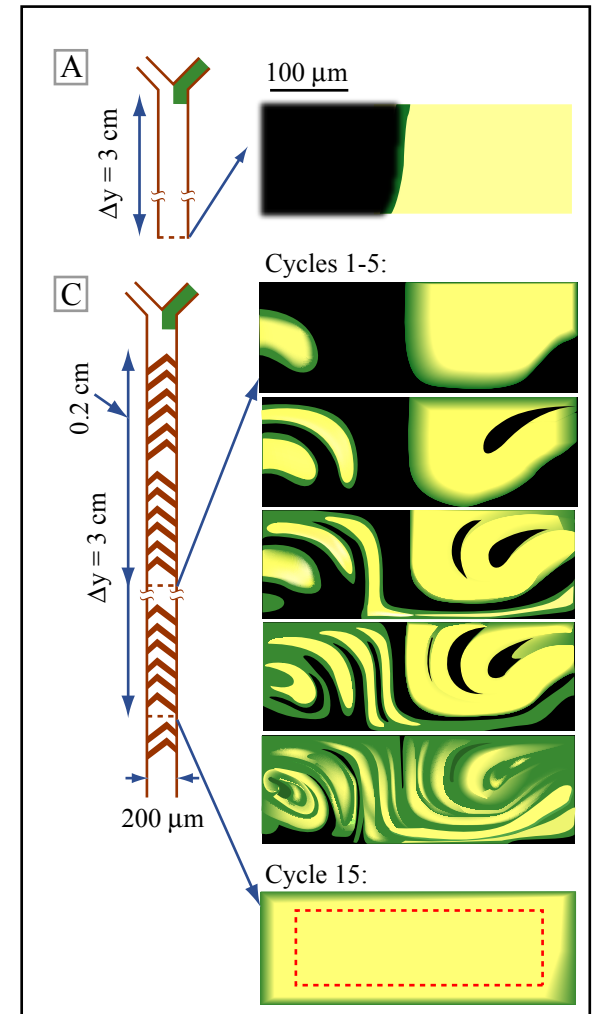 A
100 μm
Δy = 3 cm
C
Cycles 1-5:
0.2 cm
Δy = 3 cm
200 μm
Cycle 15: